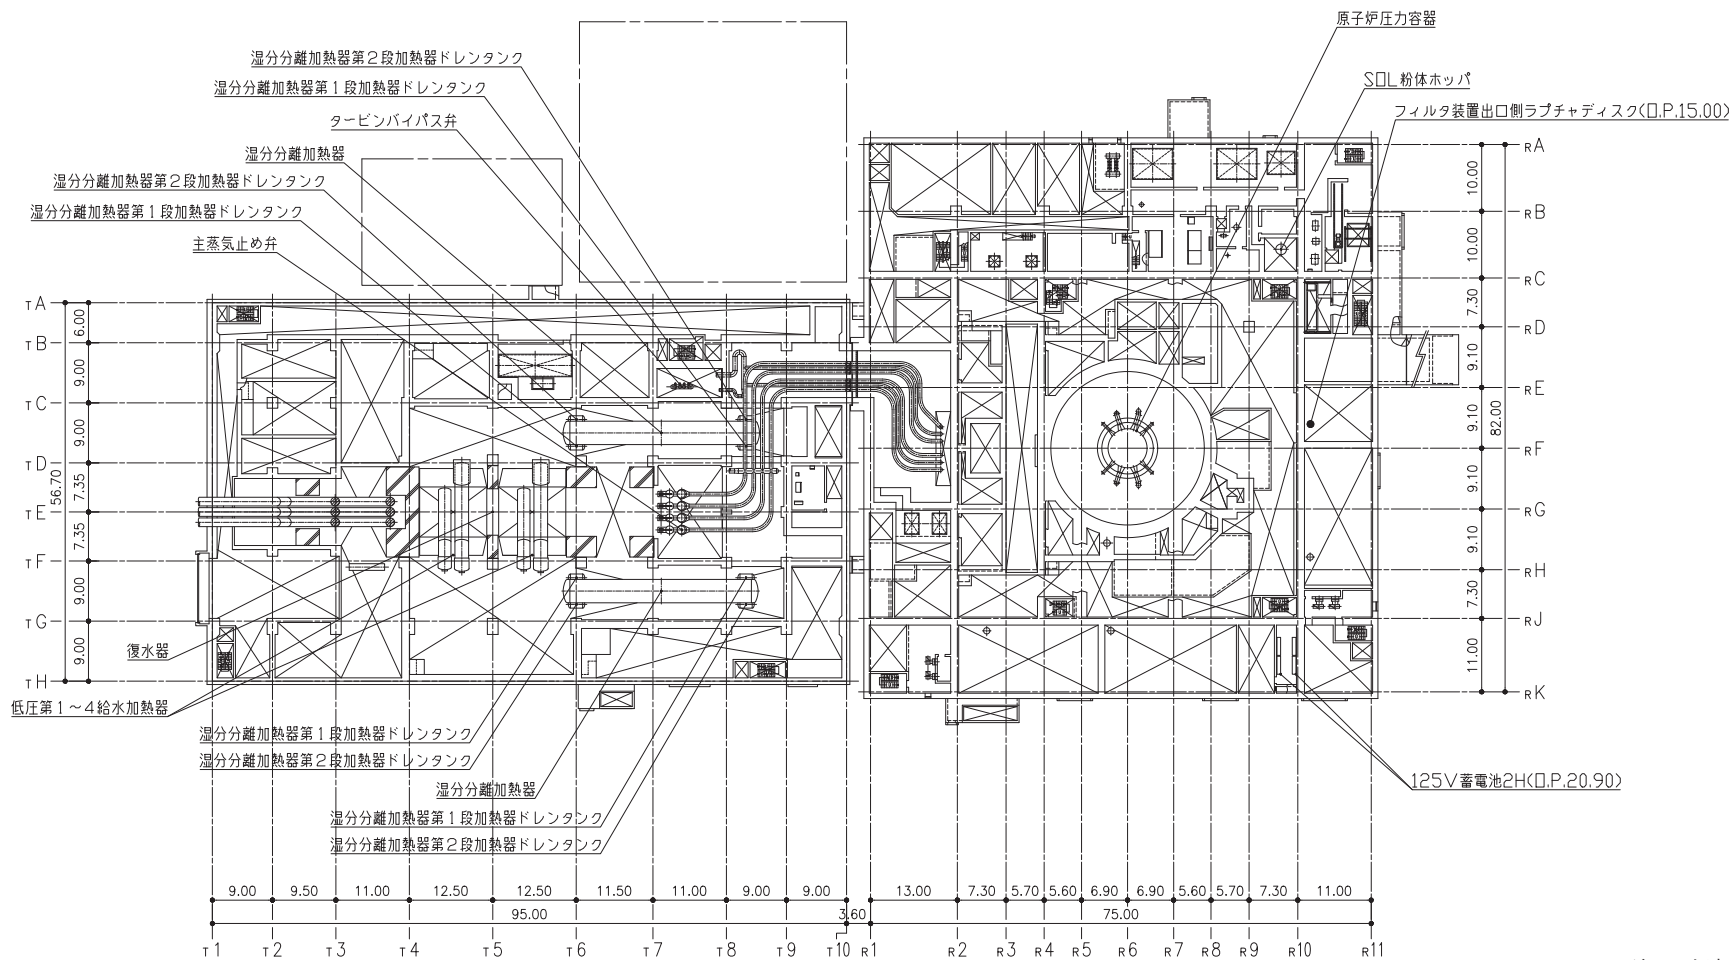 原子炉圧力容器
湿分分離加熱器第2段加熱器ドレンタンク
SOL粉体ホッパ
湿分分離加熱器第1段加熱器ドレンタンク
フィルタ装置出口側ラプチャディスク(O.P.15.00)
タービンバイパス弁
湿分分離加熱器
湿分分離加熱器第2段加熱器ドレンタンク
湿分分離加熱器第1段加熱器ドレンタンク
主蒸気止め弁
TA
TB
TC
TD
TE
TF
TG
TH
6.00
9.00
9.00
7.35
7.35
9.00
9.00
56.70
RA
RB
RC
RD
RE
RF
RG
RH
RJ
RK
10.00
10.00
7.30
9.10
9.10
9.10
9.10
7.30
11.00
82.00
復水器
低圧第1～4給水加熱器
湿分分離加熱器第1段加熱器ドレンタンク
湿分分離加熱器第2段加熱器ドレンタンク
湿分分離加熱器
湿分分離加熱器第1段加熱器ドレンタンク
湿分分離加熱器第2段加熱器ドレンタンク
125V蓄電池2H(O.P.20.90)
9.00 9.50 11.00 12.50 12.50 11.50 11.00 9.00 9.00 13.00 7.30 5.70 5.60 6.90 6.90 5.60 5.70 7.30 11.00
95.00 3.60 75.00
T1 T2 T3 T4 T5 T6 T7 T8 T9 T10 R1 R2 R3 R4 R5 R6 R7 R8 R9 R10 R11